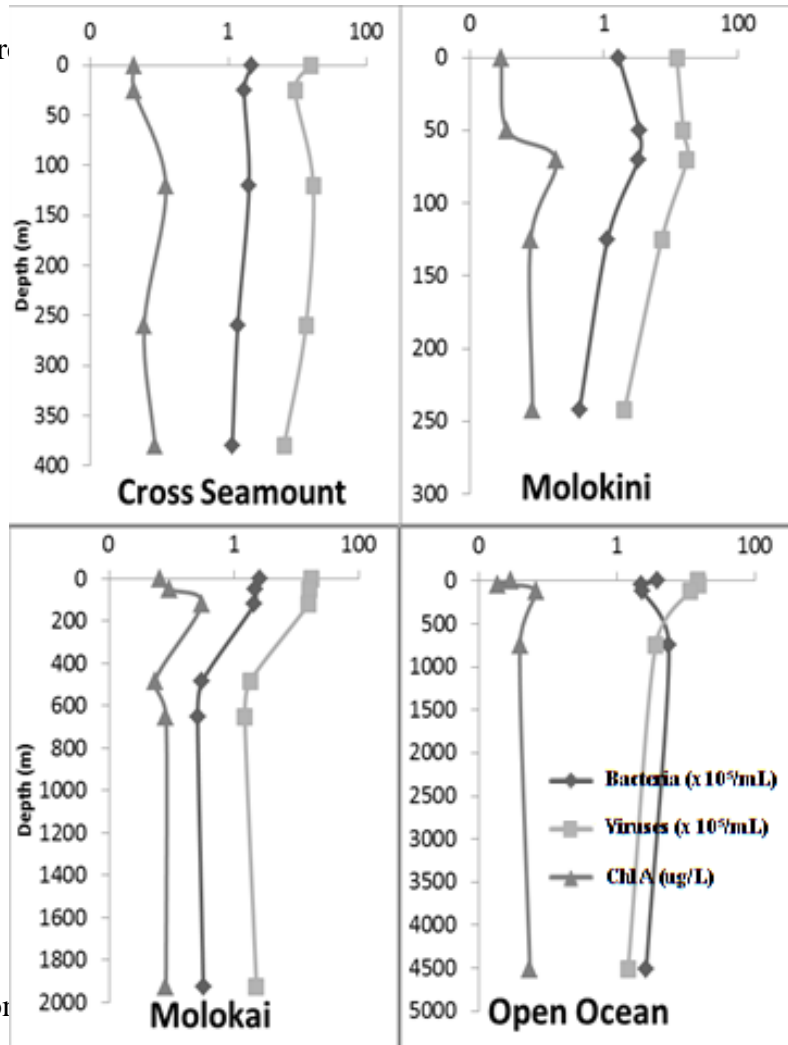 0 1 100
0
50
100
150
200
250
300
350
400
Depth (m)
Cross Seamount
0 1 100
0
50
100
150
200
250
300
Molokini
0 1 100
0
200
400
600
800
1000
1200
1400
1600
1800
2000
Depth (m)
Molokai
0 1 100
0
500
1000
1500
2000
2500
3000
3500
4000
4500
5000
Bacteria (x 10⁵/mL)
Viruses (x 10⁵/mL)
Chl A (ug/L)
Open Ocean